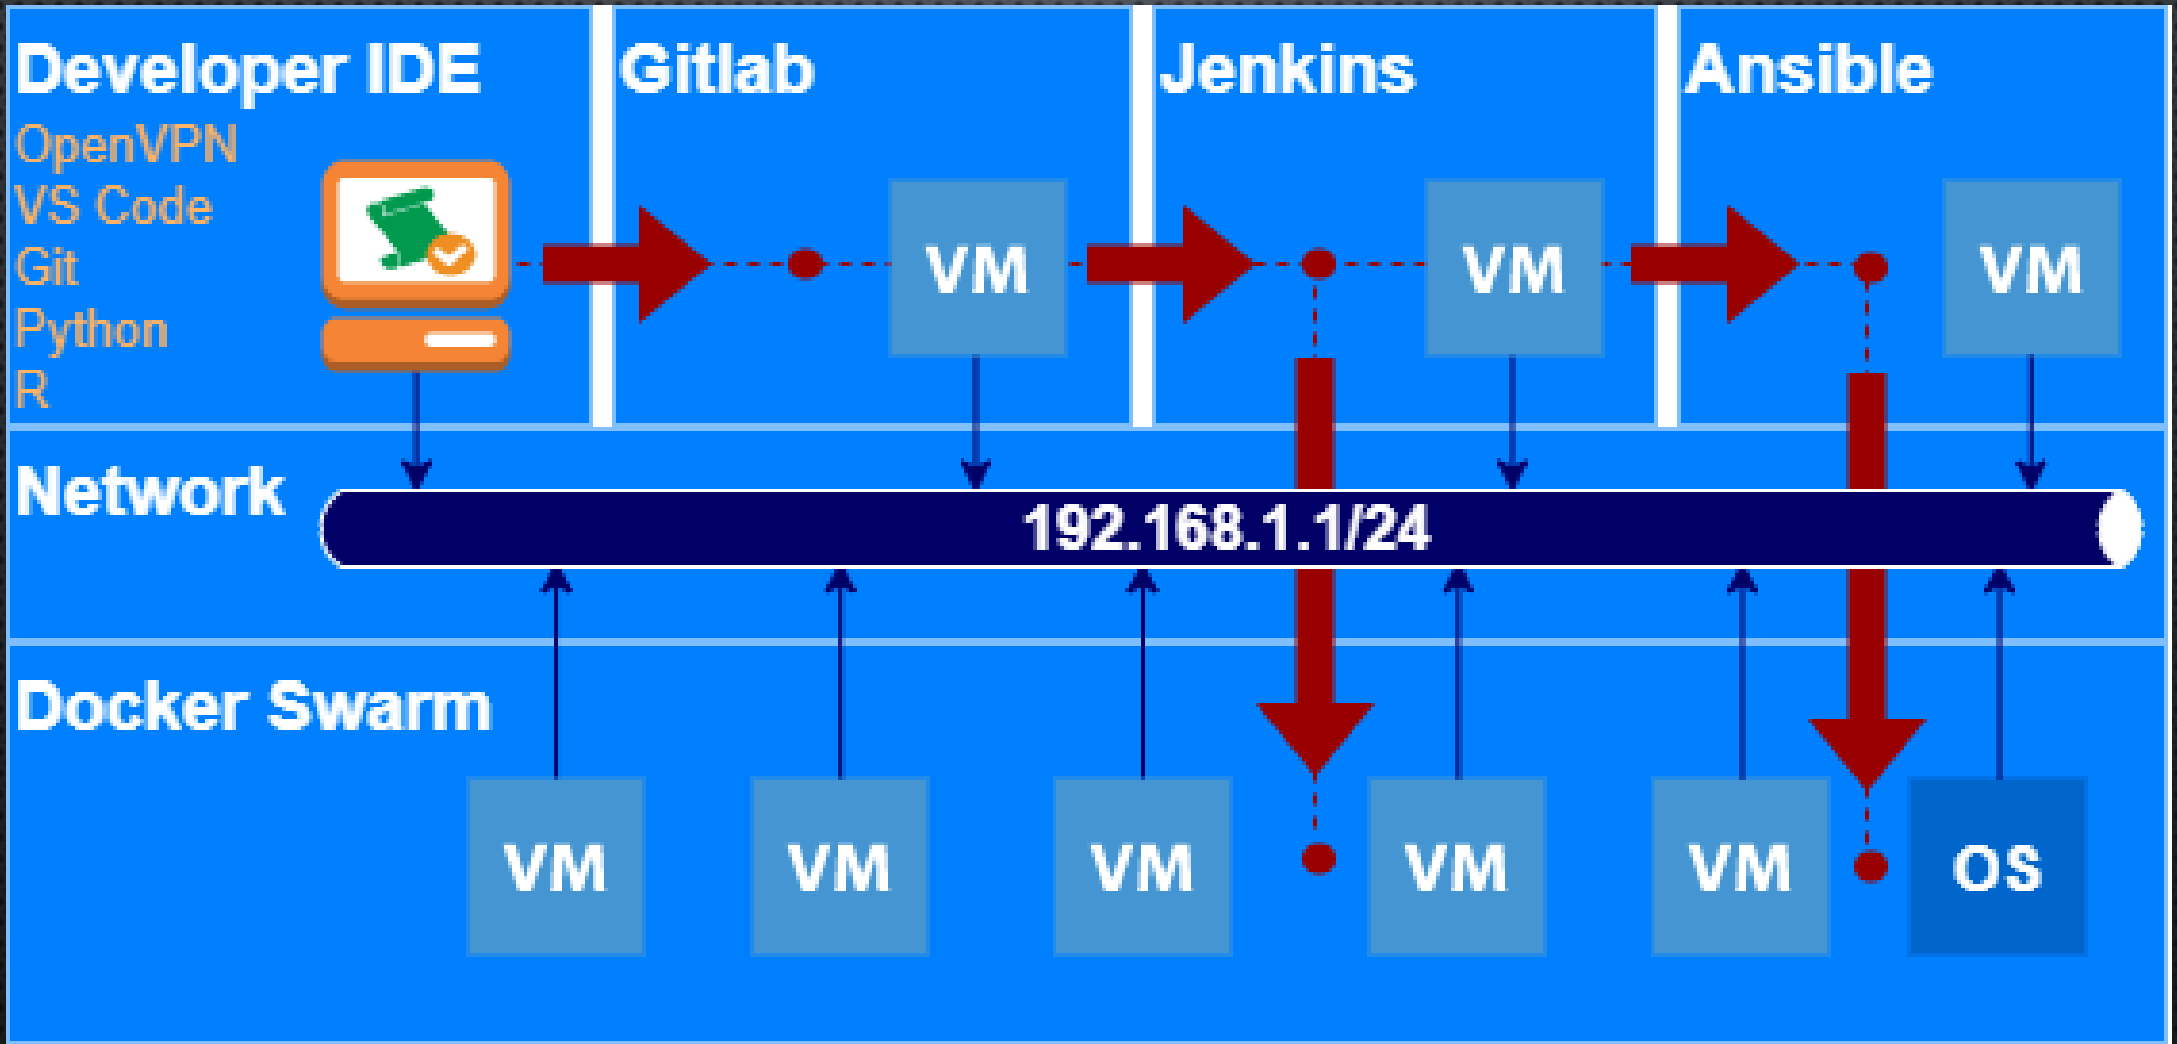 Developer IDE
OpenVPN
VS Code
Git
Python
R
Gitlab
VM
Jenkins
VM
Ansible
VM
Network
192.168.1.1/24
Docker Swarm
VM
VM
VM
VM
VM
OS